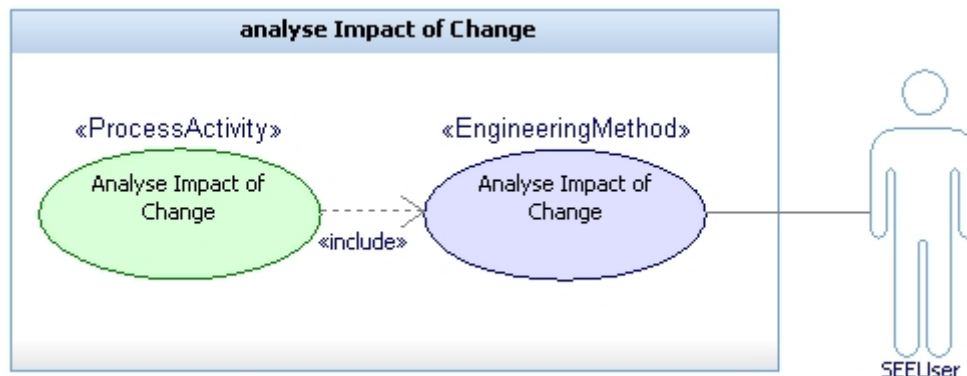 analyse Impact of Change
«ProcessActivity»
«EngineeringMethod»
Analyse Impact of
Change
Analyse Impact of
Change
«include»
SEEUser